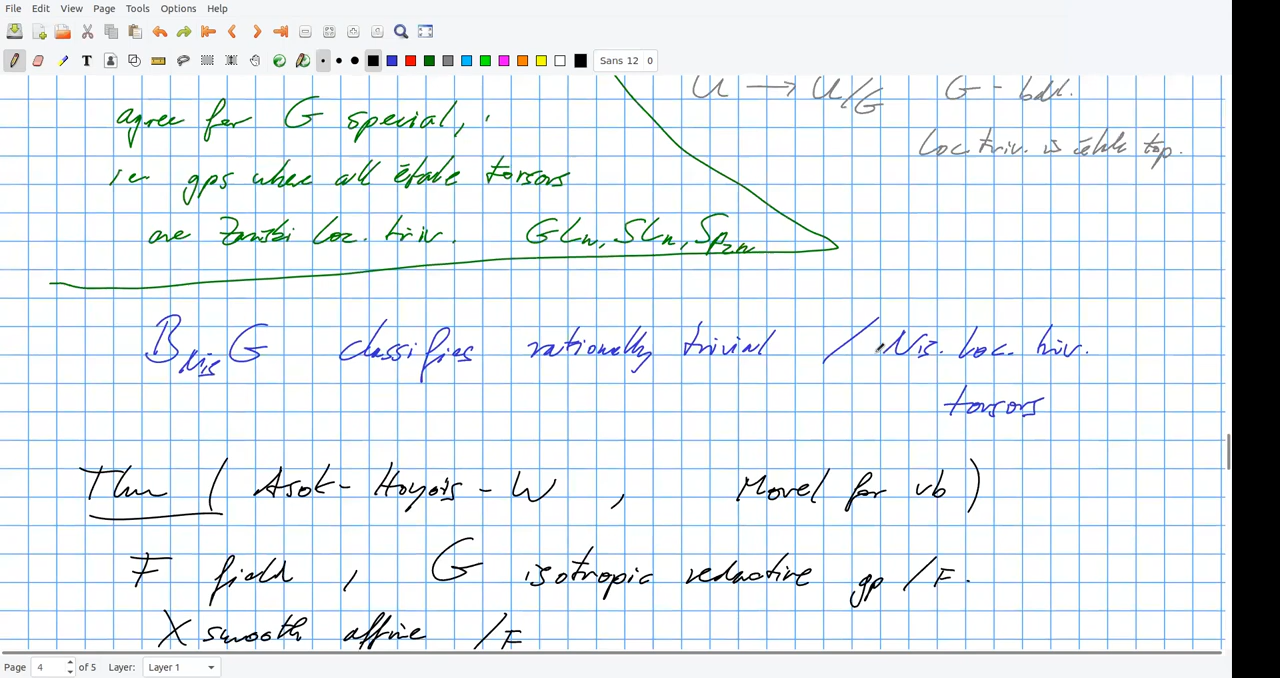 File Edit View Page Tools Options Help
Sans 12 0
U → U/G G - bdl.
loc. triv. is étale top.
agree for G special,
i.e. gps where all étale torsors
are Zariski loc. triv. GLn, SLn, Sp2n
BNisG classifies rationally trivial / Nis. loc. triv.
torsors
Thm (Asok - Hoyois - W, Morel for vb)
F field, G isotropic reductive gp /F.
X smooth affine /F
Page 4 of 5 Layer: Layer 1